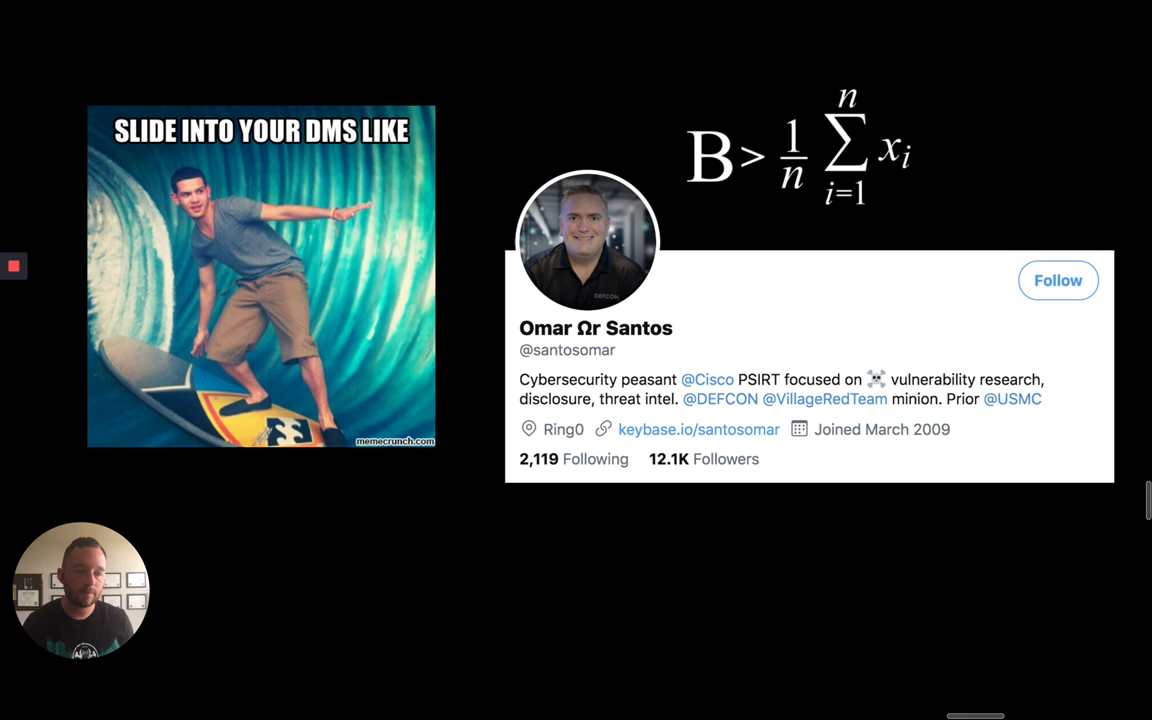 SLIDE INTO YOUR DMS LIKE
memecrunch.com
B > 1/n ∑ i=1 n xᵢ
DEFCON
Follow
Omar Ωr Santos
@santosomar
Cybersecurity peasant @Cisco PSIRT focused on ☠️ vulnerability research,
disclosure, threat intel. @DEFCON @VillageRedTeam minion. Prior @USMC
Ring0 keybase.io/santosomar Joined March 2009
2,119 Following 12.1K Followers